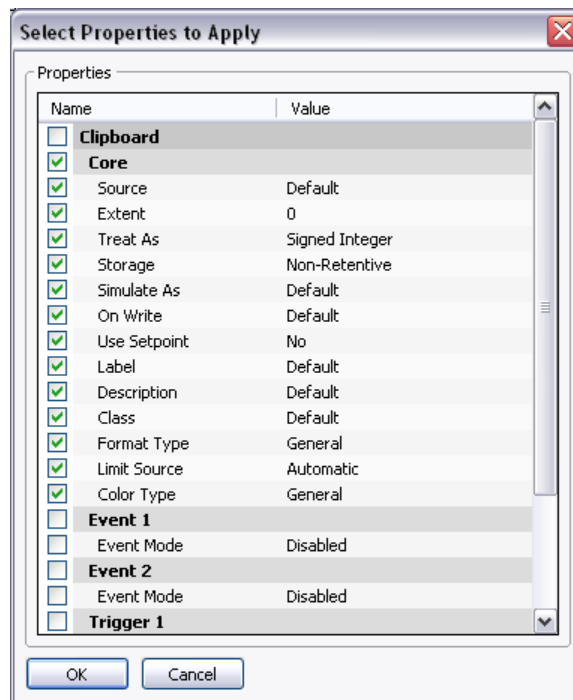 Select Properties to Apply
Properties
Name Value
Clipboard
Core
Source Default
Extent 0
Treat As Signed Integer
Storage Non-Retentive
Simulate As Default
On Write Default
Use Setpoint No
Label Default
Description Default
Class Default
Format Type General
Limit Source Automatic
Color Type General
Event 1
Event Mode Disabled
Event 2
Event Mode Disabled
Trigger 1
OK Cancel